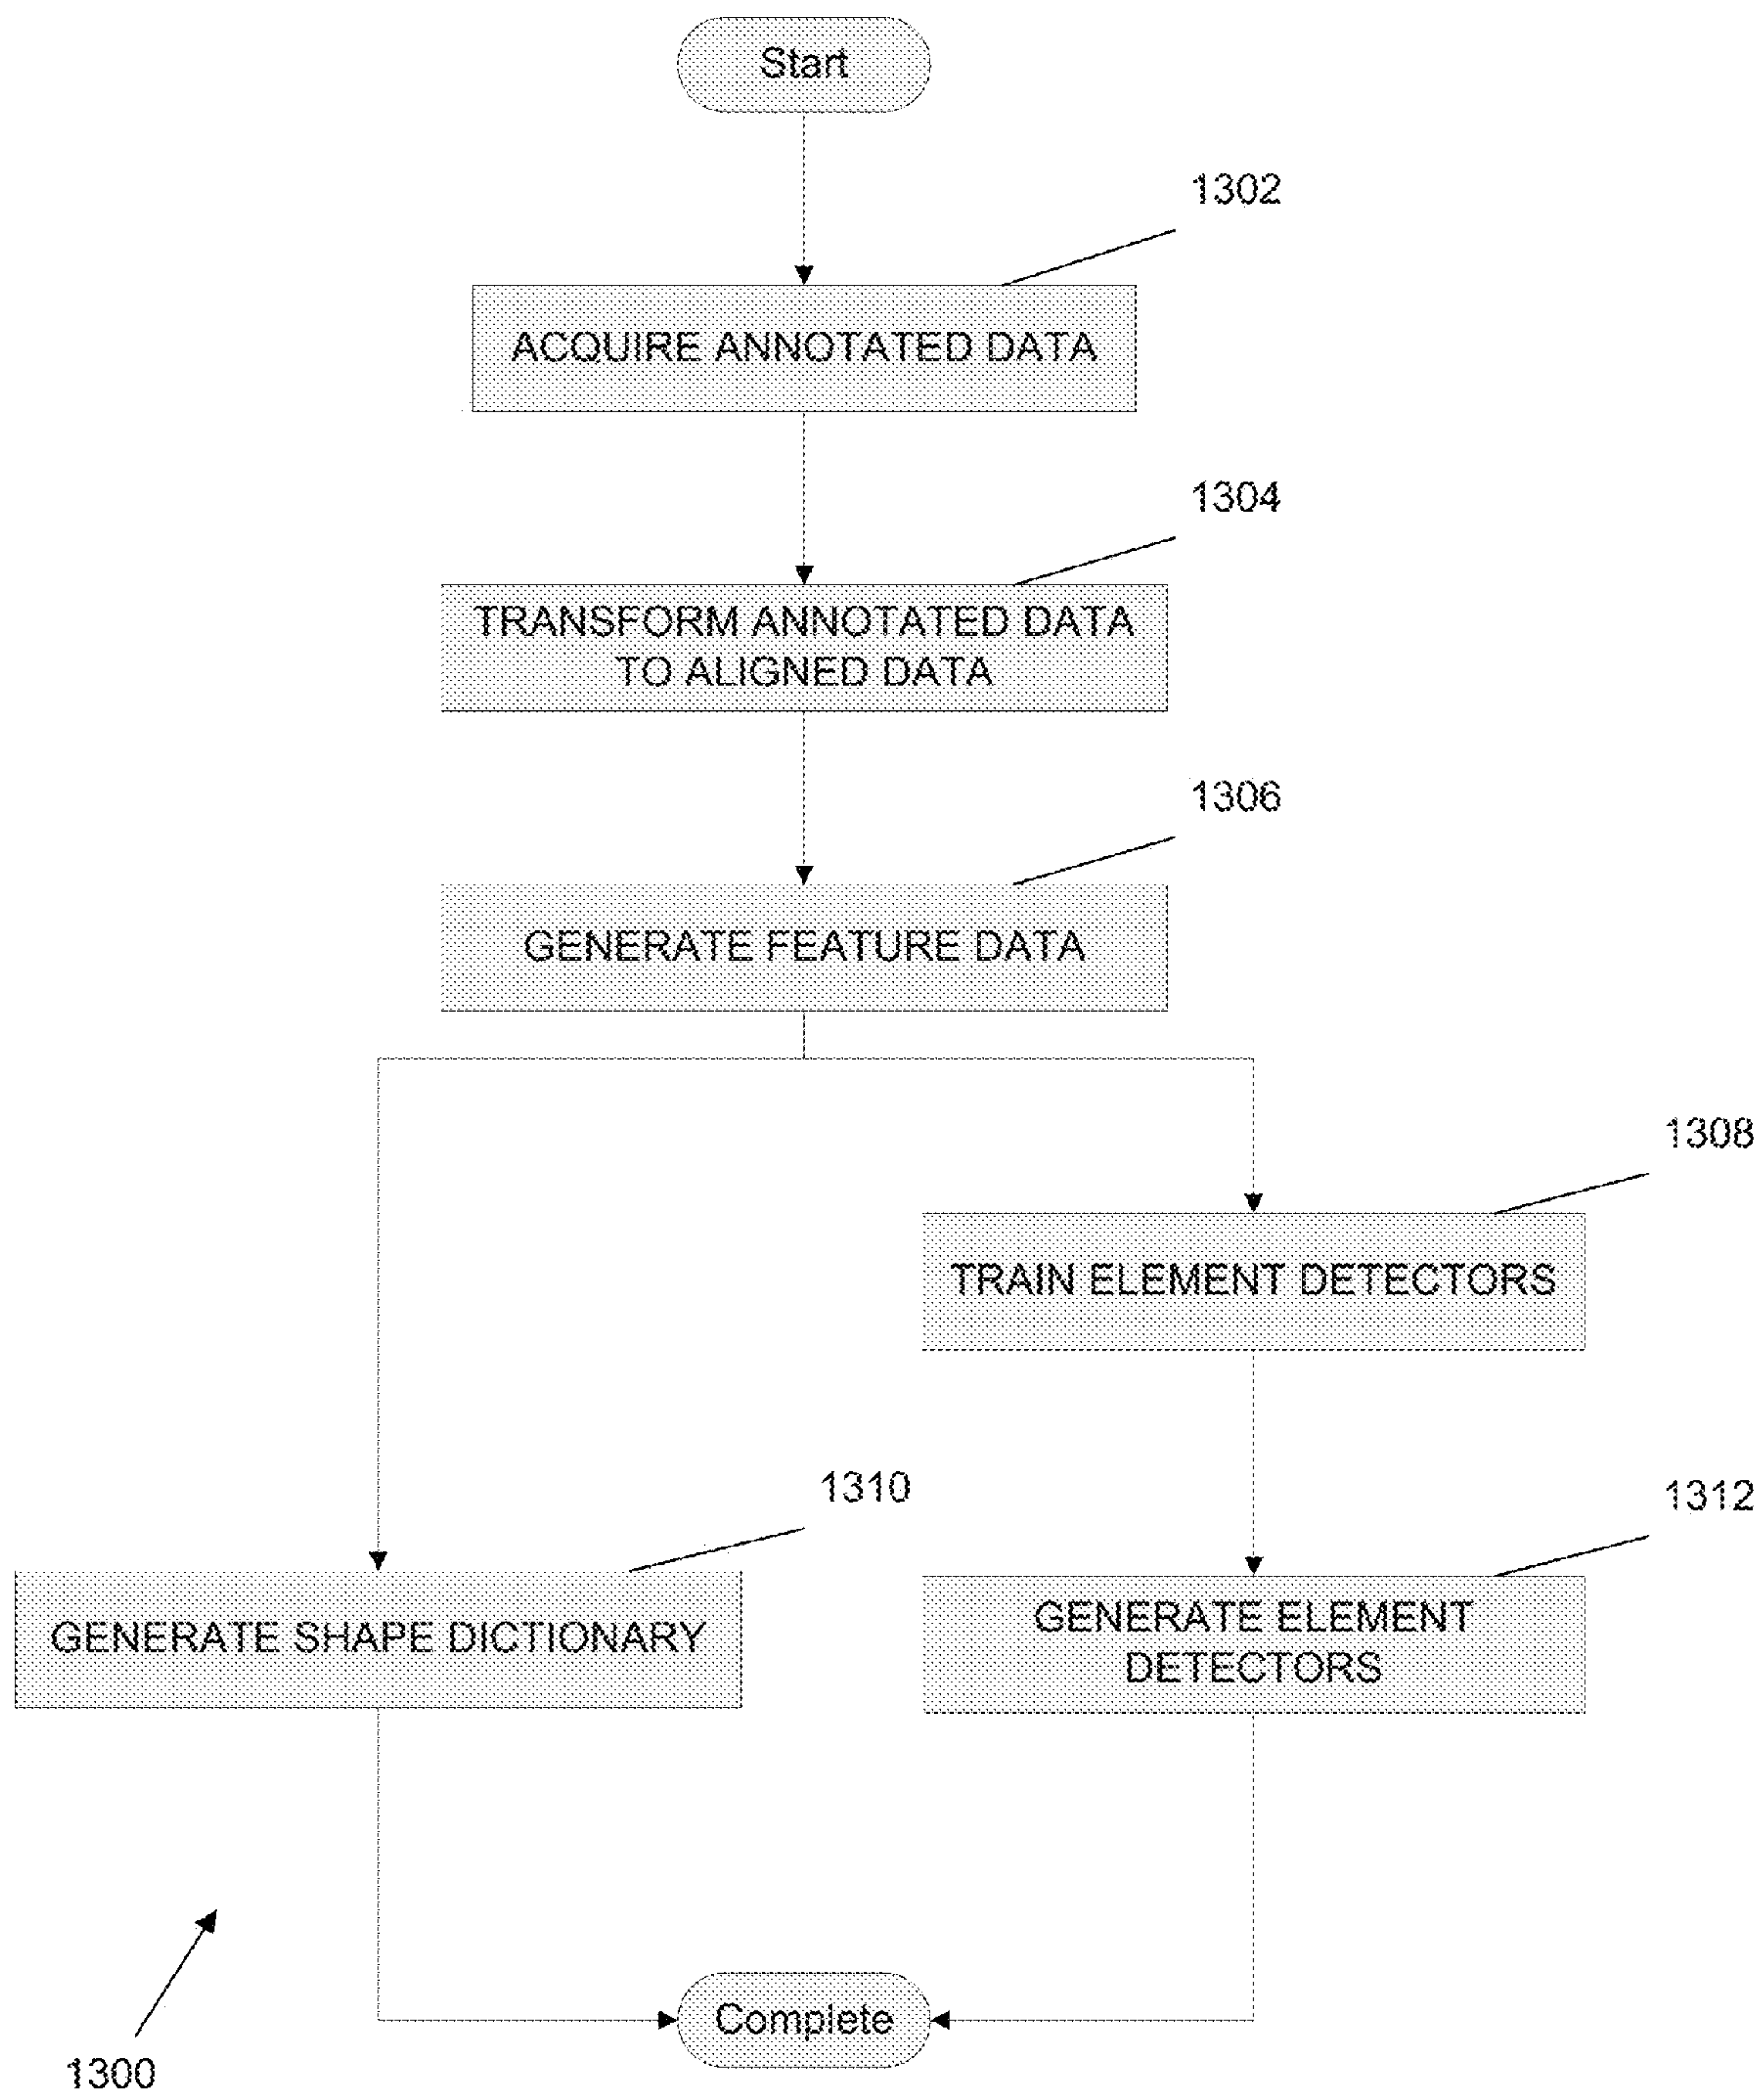 Start
1302
ACQUIRE ANNOTATED DATA
1304
TRANSFORM ANNOTATED DATA
TO ALIGNED DATA
1306
GENERATE FEATURE DATA
1308
TRAIN ELEMENT DETECTORS
1310
GENERATE SHAPE DICTIONARY
1312
GENERATE ELEMENT
DETECTORS
Complete
1300